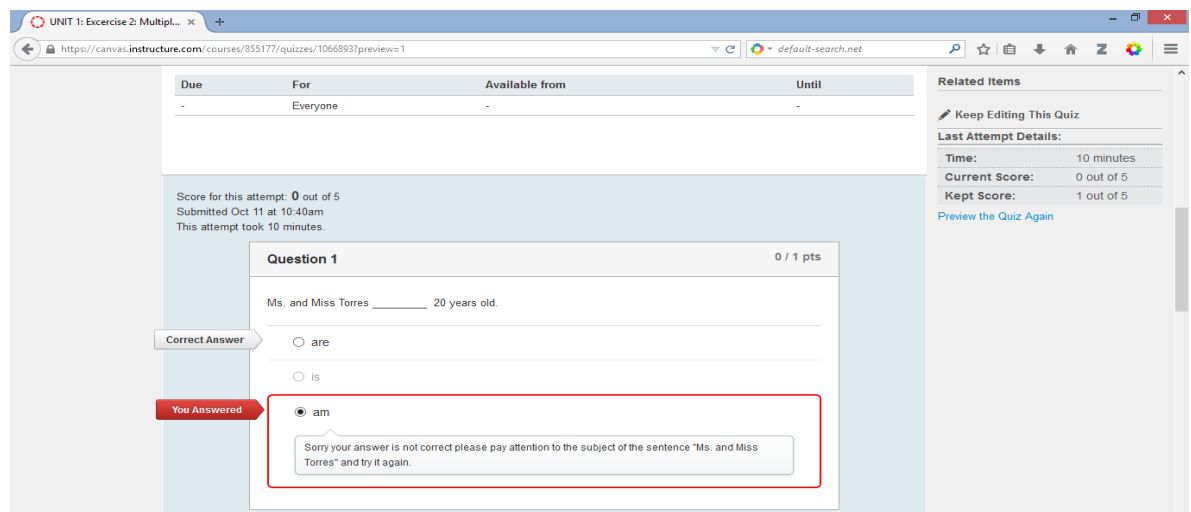 UNIT 1: Excercise 2: Multipl...
https://canvas.instructure.com/courses/855177/quizzes/1066893?preview=1
default-search.net
Due For Available from Until
- Everyone - -
Score for this attempt: 0 out of 5
Submitted Oct 11 at 10:40am
This attempt took 10 minutes.
Question 1 0 / 1 pts
Ms. and Miss Torres _________ 20 years old.
Correct Answer are
is
You Answered am
Sorry your answer is not correct please pay attention to the subject of the sentence "Ms. and Miss
Torres" and try it again.
Related Items
Keep Editing This Quiz
Last Attempt Details:
Time: 10 minutes
Current Score: 0 out of 5
Kept Score: 1 out of 5
Preview the Quiz Again